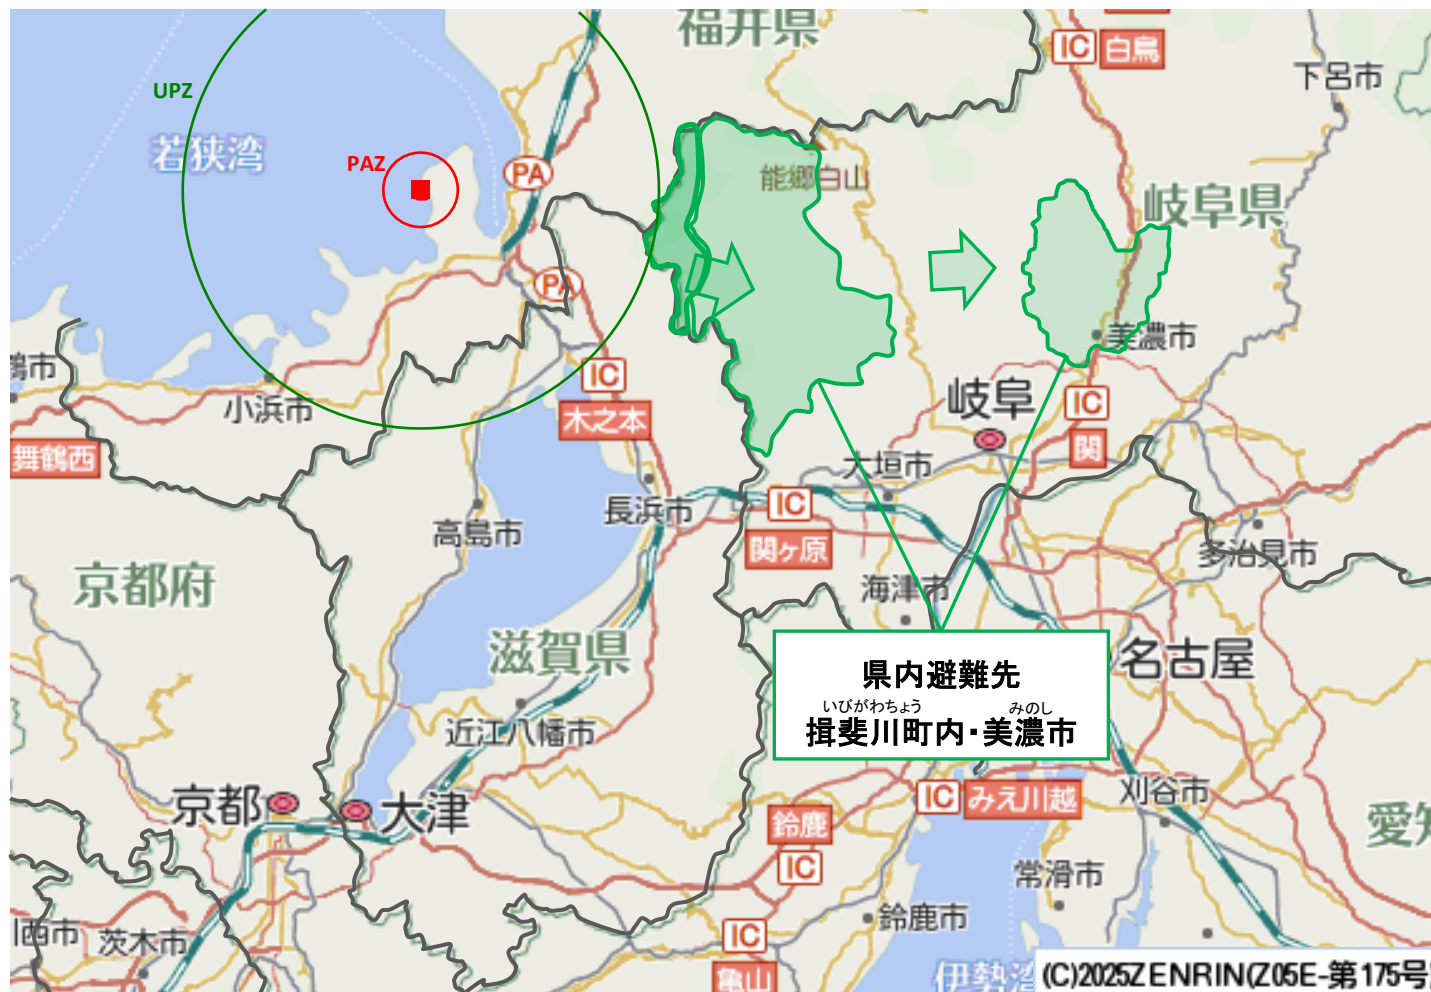 福井県
IC
白鳥
下呂市
UPZ
若狭湾
PAZ
PA
能郷白山
岐阜県
PA
美濃市
鶴市
IC
小浜市
木之本
岐阜
IC
舞鶴西
関
大垣市
長浜市
IC
高島市
関ヶ原
多治見市
京都府
海津市
滋賀県
名古屋
県内避難先
いびがわちょう みのし
揖斐川町内・美濃市
近江八幡市
京都
大津
IC
みえ川越
刈谷市
鈴鹿
愛知
IC
常滑市
鈴鹿市
西市
茨木市
IC
亀山
伊勢湾
(C)2025ZENRIN(Z05E-第175号)